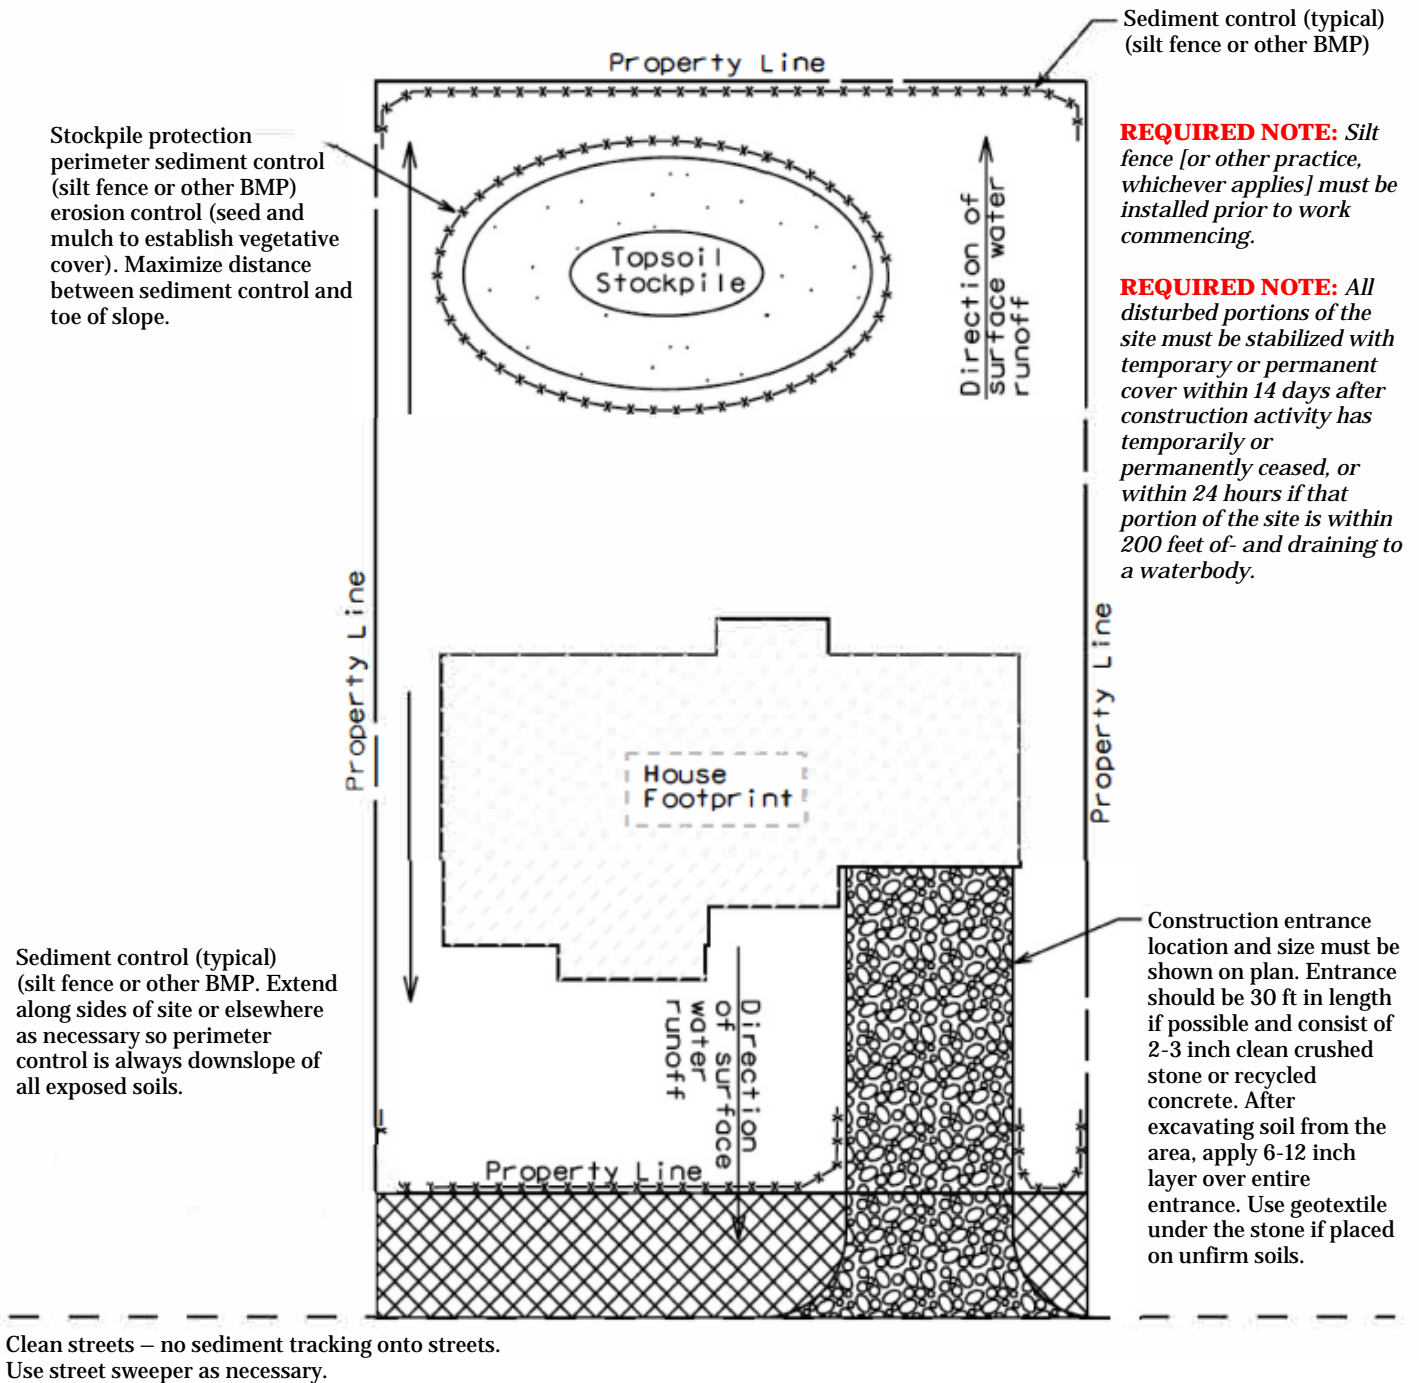 Sediment control (typical)
(silt fence or other BMP)
Property Line
Stockpile protection
perimeter sediment control
(silt fence or other BMP)
erosion control (seed and
mulch to establish vegetative
cover). Maximize distance
between sediment control and
toe of slope.
Topsoil
Stockpile
Direction of
surface water
runoff
REQUIRED NOTE: Silt
fence [or other practice,
whichever applies] must be
installed prior to work
commencing.
REQUIRED NOTE: All
disturbed portions of the
site must be stabilized with
temporary or permanent
cover within 14 days after
construction activity has
temporarily or
permanently ceased, or
within 24 hours if that
portion of the site is within
200 feet of- and draining to
a waterbody.
Property Line
Property Line
House
Footprint
Sediment control (typical)
(silt fence or other BMP. Extend
along sides of site or elsewhere
as necessary so perimeter
control is always downslope of
all exposed soils.
Direction
of surface
water
runoff
Property Line
Construction entrance
location and size must be
shown on plan. Entrance
should be 30 ft in length
if possible and consist of
2-3 inch clean crushed
stone or recycled
concrete. After
excavating soil from the
area, apply 6-12 inch
layer over entire
entrance. Use geotextile
under the stone if placed
on unfirm soils.
Clean streets – no sediment tracking onto streets.
Use street sweeper as necessary.